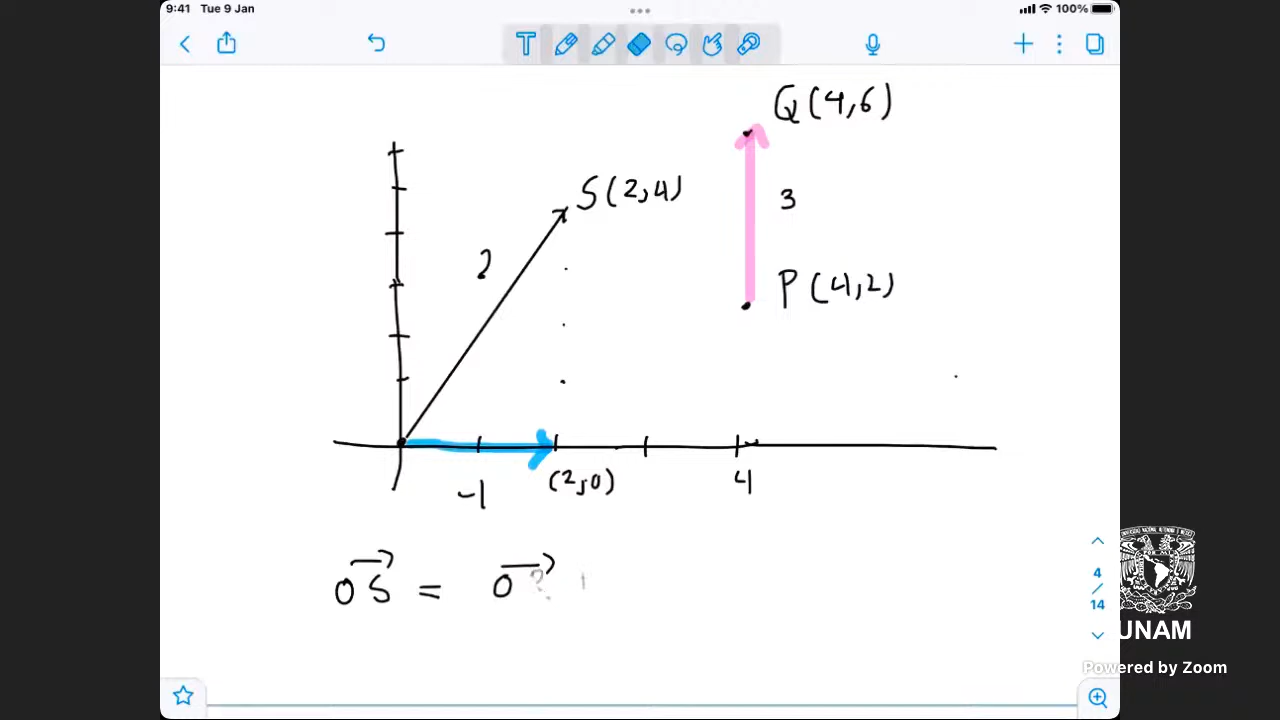 9:41 Tue 9 Jan
100%
T
Q(4,6)
S(2,4)
3
2
P(4,2)
-1
(2,0)
4
OS = O
4
/
14
UNAM
Powered by Zoom